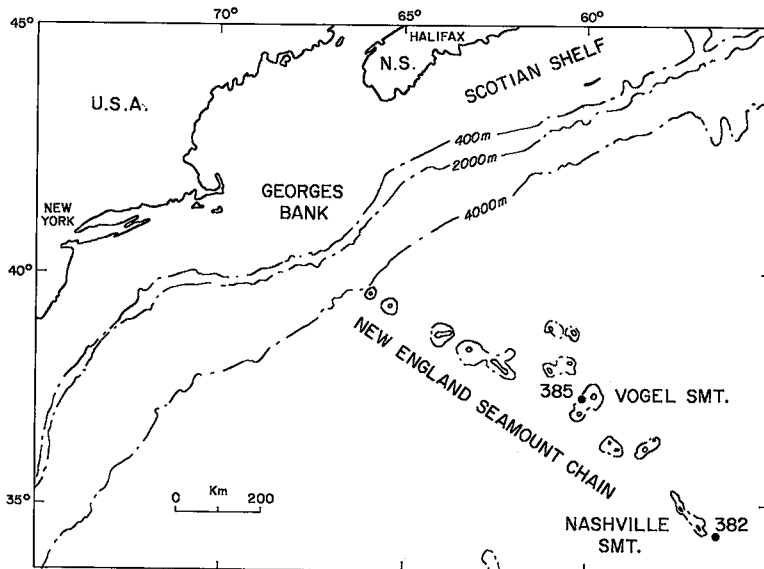 70° 65° 60°
45°
HALIFAX
N.S.
SCOTIAN SHELF
U.S.A.
400m
2000m
4000m
GEORGES
BANK
NEW
YORK
40°
NEW ENGLAND SEAMOUNT CHAIN
385
VOGEL SMT.
0 Km 200
35°
NASHVILLE
SMT.
382